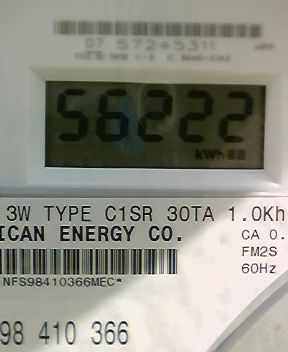 07 57245311
56222
kWh
3W TYPE C1SR 30TA 1.0Kh
ICAN ENERGY CO.
CA 0.
FM2S
60Hz
NFS98410366MEC*
98 410 366